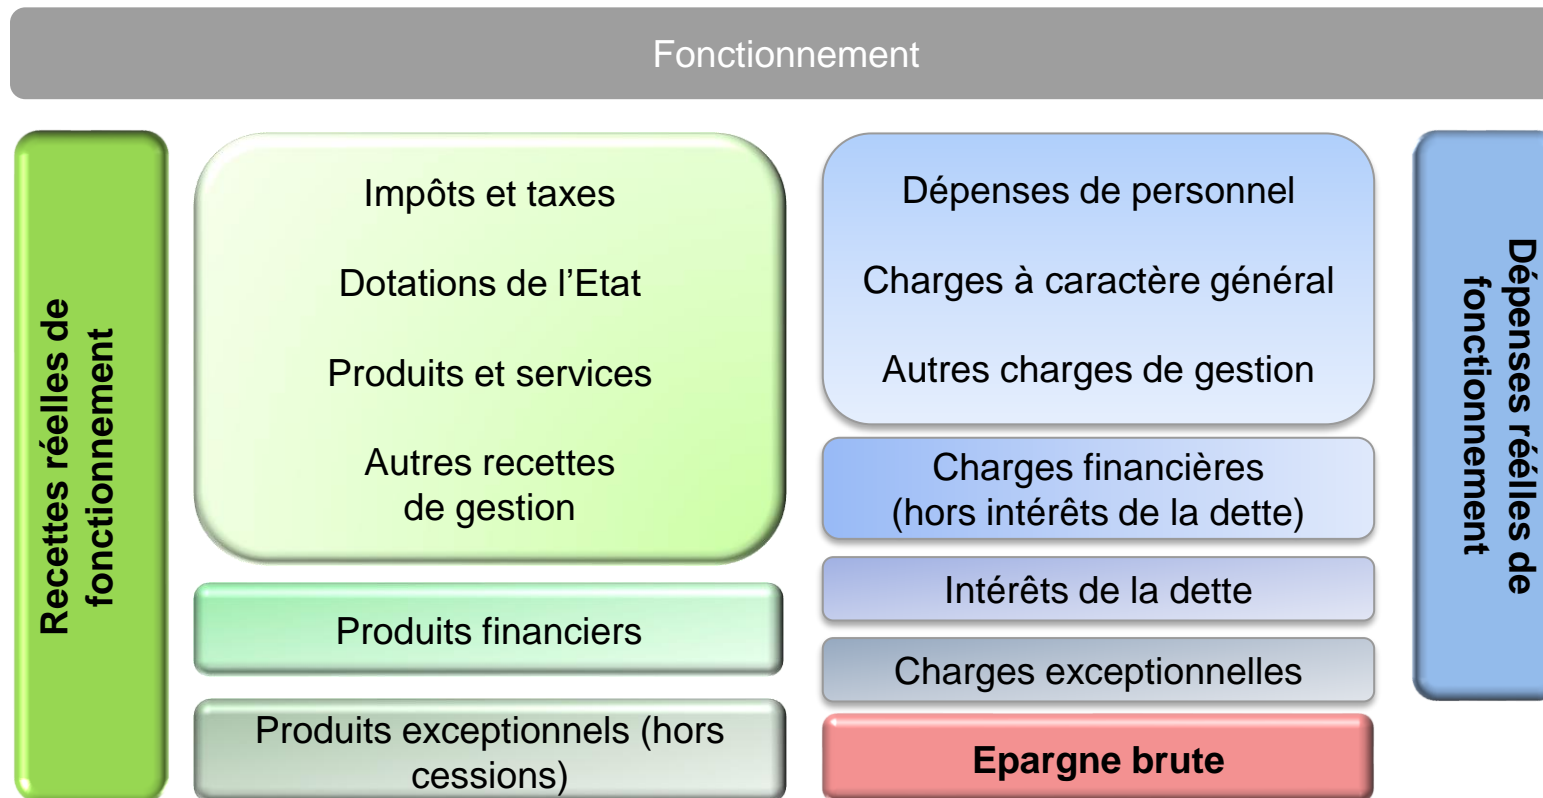 Fonctionnement
Recettes réelles de
fonctionnement
Impôts et taxes
Dotations de l’Etat
Produits et services
Autres recettes
de gestion
Produits financiers
Produits exceptionnels (hors
cessions)
Dépenses de personnel
Charges à caractère général
Autres charges de gestion
Charges financières
(hors intérêts de la dette)
Intérêts de la dette
Charges exceptionnelles
Epargne brute
Dépenses réélles de
fonctionnement